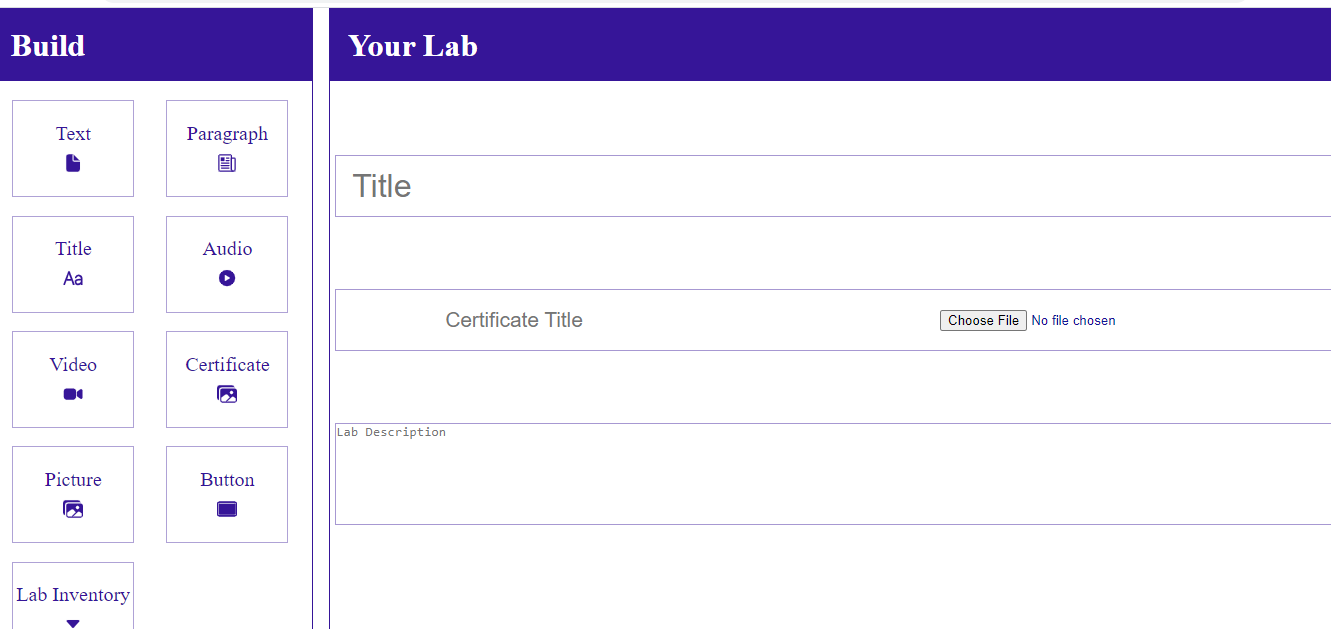 Build
Your Lab
Text
Paragraph
Title
Aa
Audio
Video
Certificate
Picture
Button
Lab Inventory
Title
Certificate Title
Choose File No file chosen
Lab Description